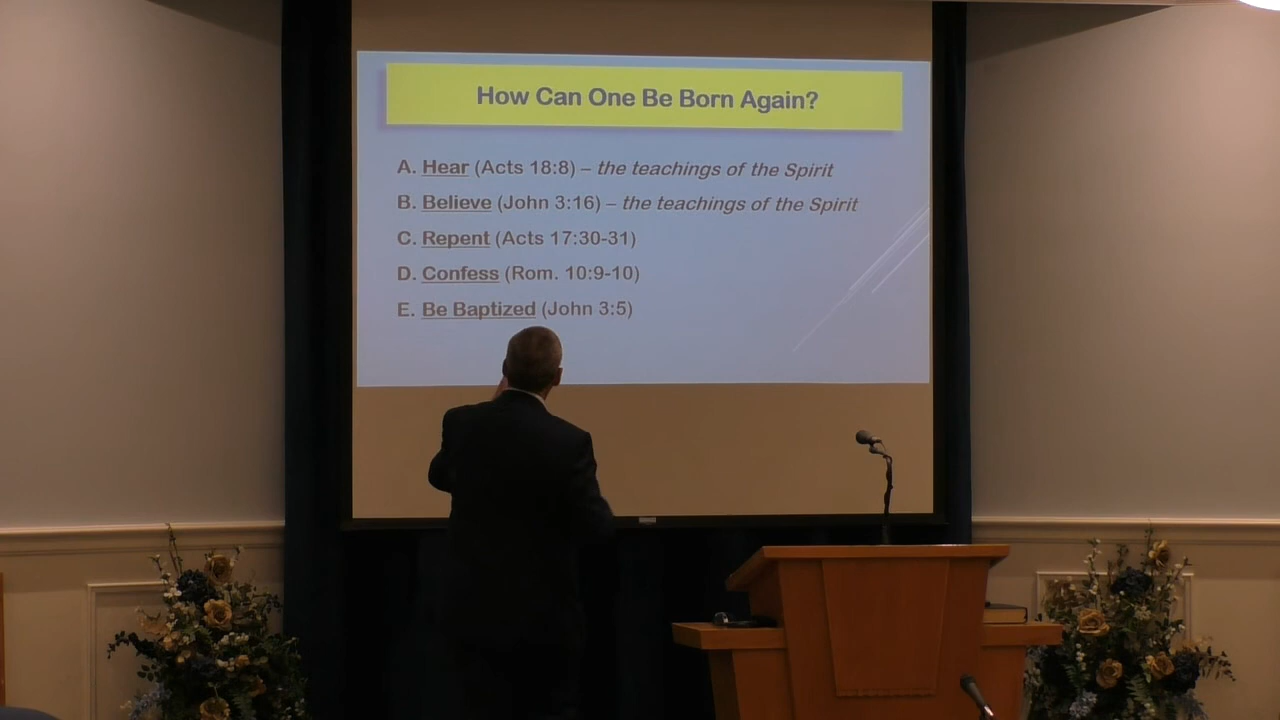 How Can One Be Born Again?
A. Hear (Acts 18:8) – the teachings of the Spirit
B. Believe (John 3:16) – the teachings of the Spirit
C. Repent (Acts 17:30-31)
D. Confess (Rom. 10:9-10)
E. Be Baptized (John 3:5)